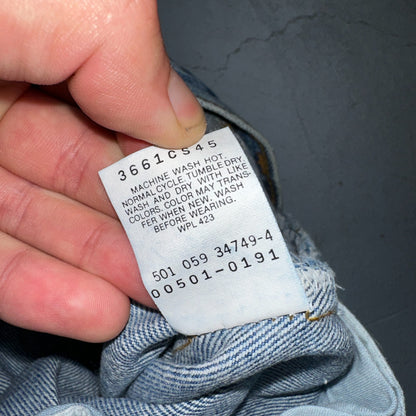 3661CS45
MACHINE WASH HOT,
NORMAL CYCLE. TUMBLE DRY.
WASH AND DRY WITH LIKE
COLORS. COLOR MAY TRANS-
FER WHEN NEW. WASH
BEFORE WEARING.
WPL 423
501 059 34749-4
00501-0191